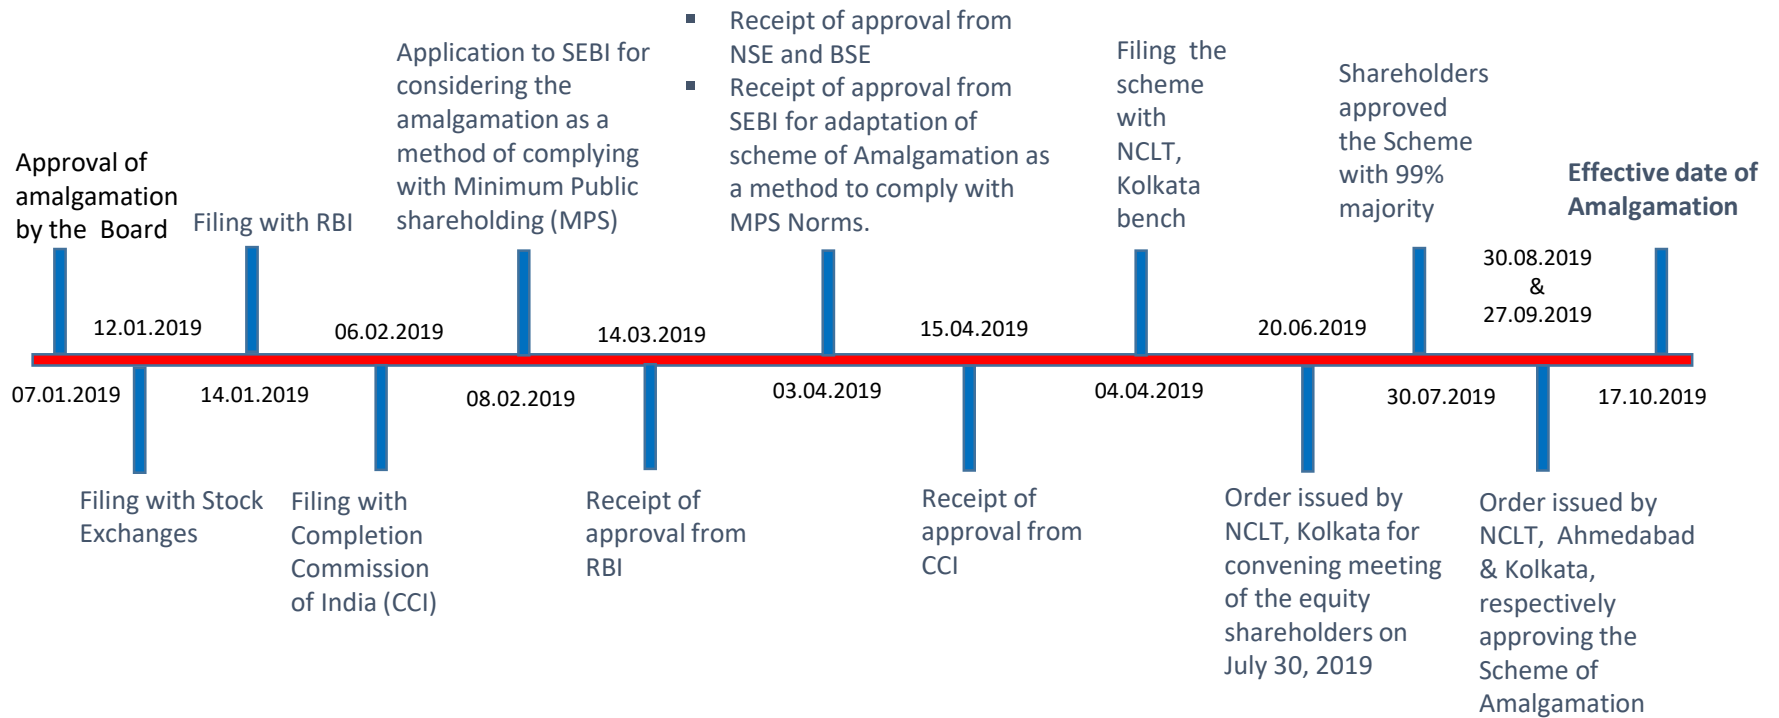 Approval of
amalgamation
by the Board
07.01.2019
12.01.2019
Filing with Stock
Exchanges
Filing with RBI
14.01.2019
06.02.2019
Filing with
Completion
Commission
of India (CCI)
Application to SEBI for
considering the
amalgamation as a
method of complying
with Minimum Public
shareholding (MPS)
08.02.2019
14.03.2019
Receipt of
approval from
RBI
▪ Receipt of approval from
NSE and BSE
▪ Receipt of approval from
SEBI for adaptation of
scheme of Amalgamation as
a method to comply with
MPS Norms.
03.04.2019
15.04.2019
Receipt of
approval from
CCI
Filing the
scheme
with
NCLT,
Kolkata
bench
04.04.2019
20.06.2019
Order issued by
NCLT, Kolkata for
convening meeting
of the equity
shareholders on
July 30, 2019
Shareholders
approved
the Scheme
with 99%
majority
30.07.2019
30.08.2019
&
27.09.2019
Order issued by
NCLT, Ahmedabad
& Kolkata,
respectively
approving the
Scheme of
Amalgamation
Effective date of
Amalgamation
17.10.2019